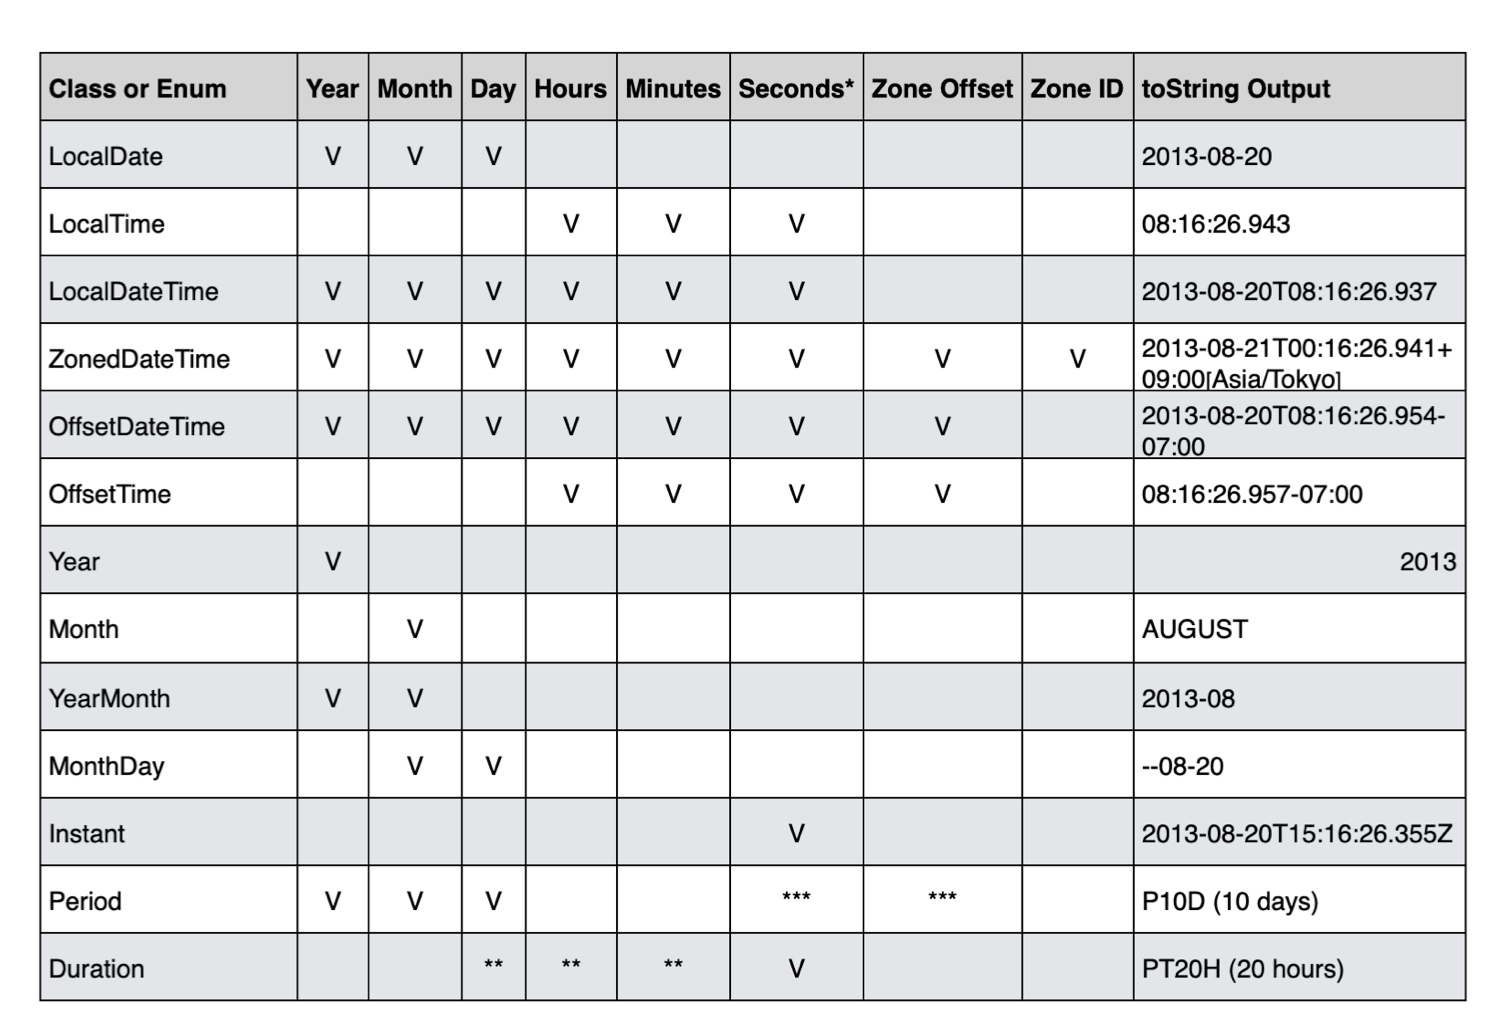 Class or Enum Year Month Day Hours Minutes Seconds* Zone Offset Zone ID toString Output
LocalDate V V V 2013-08-20
LocalTime V V V 08:16:26.943
LocalDateTime V V V V V V 2013-08-20T08:16:26.937
ZonedDateTime V V V V V V V V 2013-08-21T00:16:26.941+
09:00[Asia/Tokyo]
OffsetDateTime V V V V V V V 2013-08-20T08:16:26.954-
07:00
OffsetTime V V V V 08:16:26.957-07:00
Year V 2013
Month V AUGUST
YearMonth V V 2013-08
MonthDay V V --08-20
Instant V 2013-08-20T15:16:26.355Z
Period V V V *** *** P10D (10 days)
Duration ** ** ** V PT20H (20 hours)